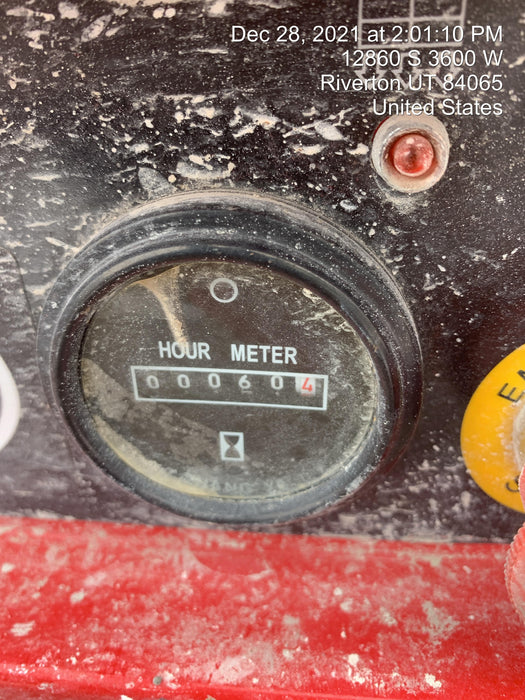 Dec 28, 2021 at 2:01:10 PM
12860 S 3600 W
Riverton UT 84065
United States
HOUR METER
000604